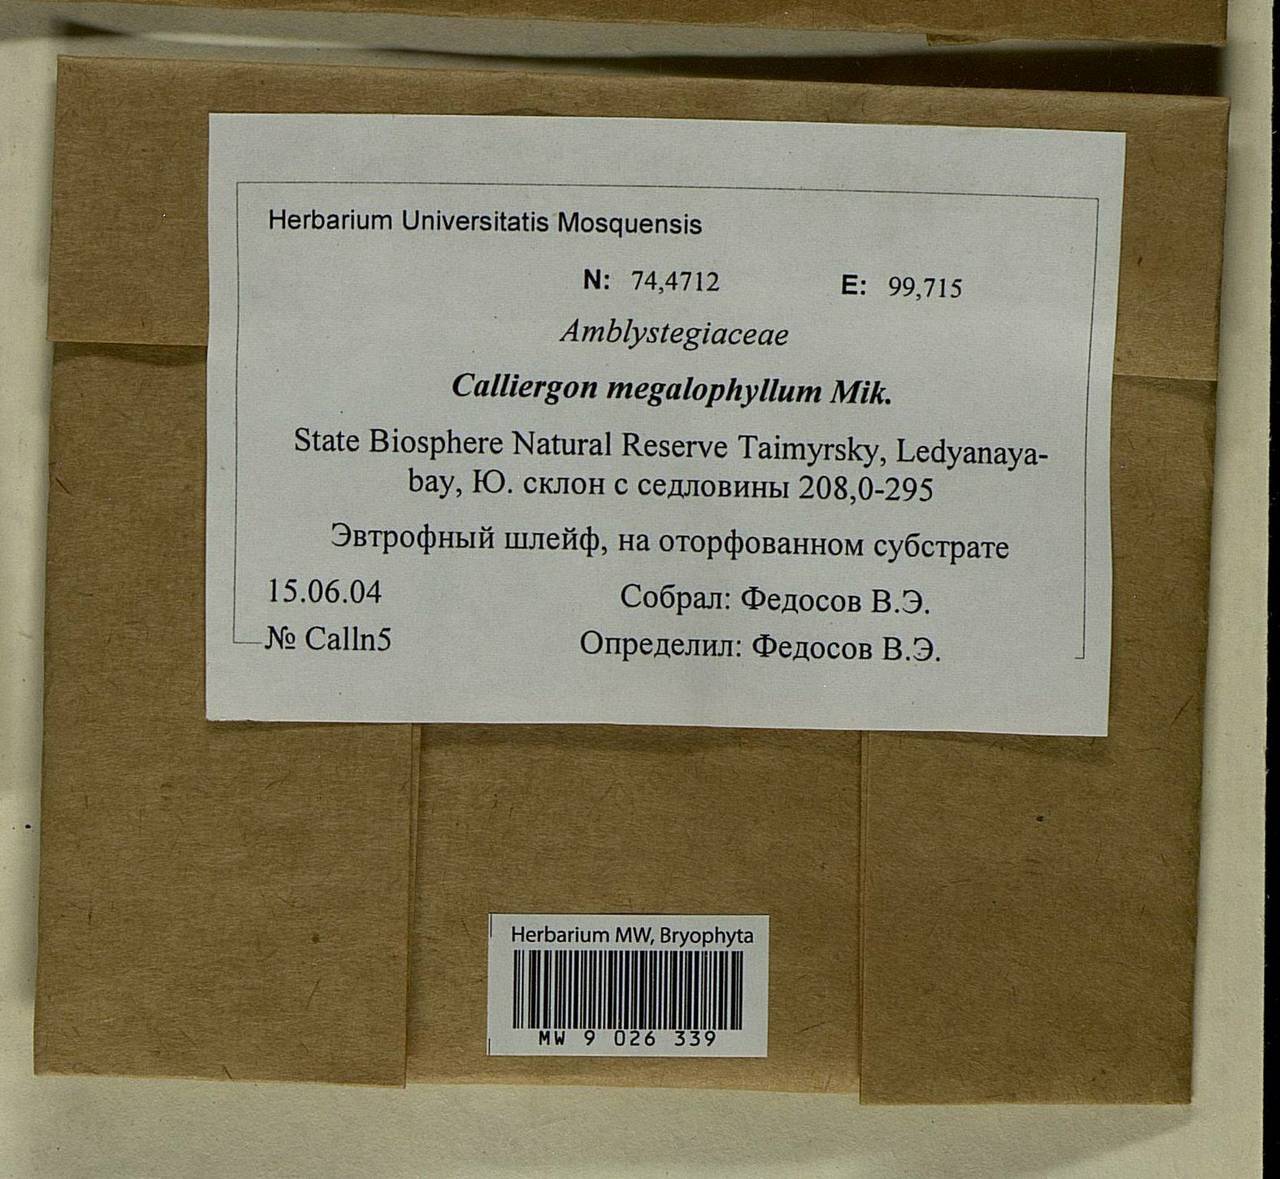 Herbarium Universitatis Mosquensis
N: 74,4712 E: 99,715
Amblystegiaceae
Calliergon megalophyllum Mik.
State Biosphere Natural Reserve Taimyrsky, Ledyanaya-
bay, Ю. склон с седловины 208,0-295
Эвтрофный шлейф, на оторфованном субстрате
15.06.04 Собрал: Федосов В.Э.
№ Calln5 Определил: Федосов В.Э.
Herbarium MW, Bryophyta
MW 9 026 339